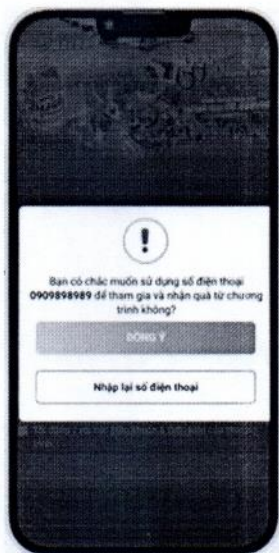 !
Bạn có chắc muốn sử dụng số điện thoại
0909898989 để tham gia và nhận quà từ chương
trình không?
ĐỒNG Ý
Nhập lại số điện thoại